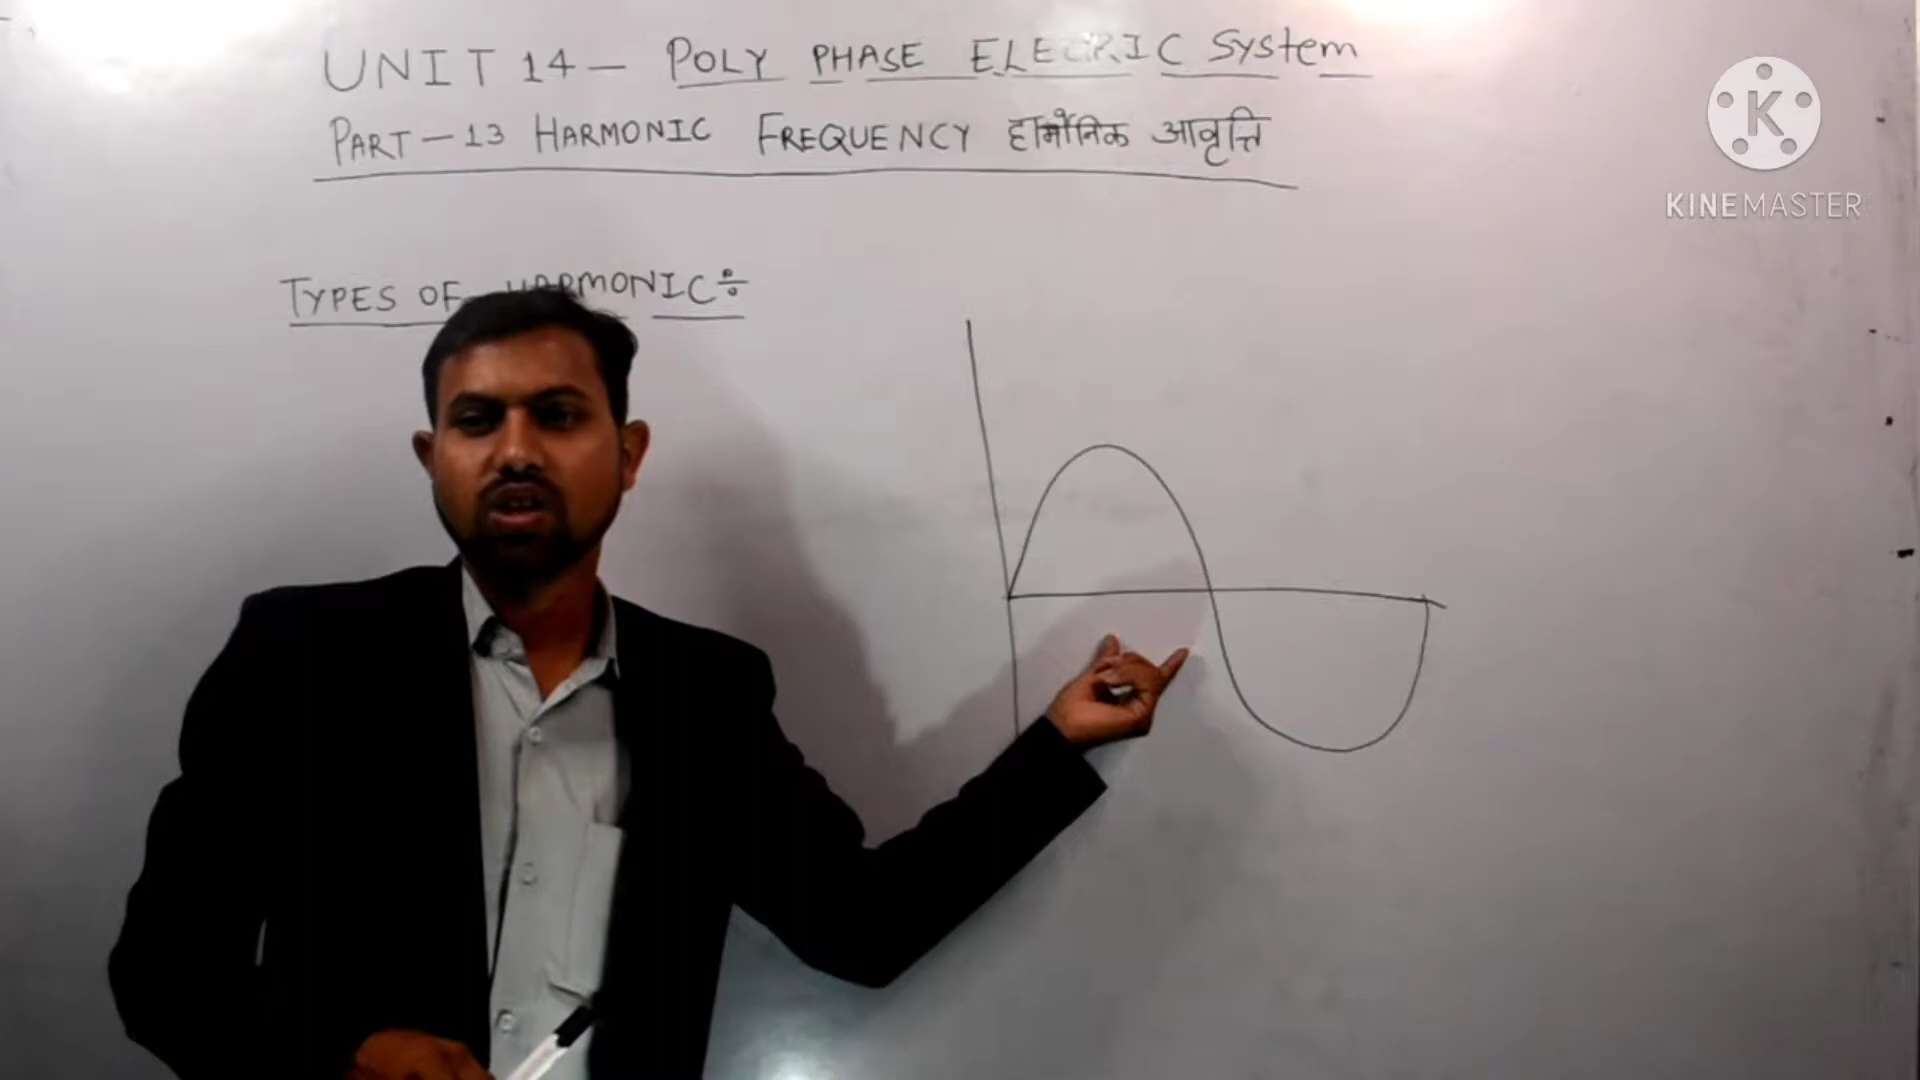 UNIT 14 - POLY PHASE ELECTRIC System
PART-13 HARMONIC FREQUENCY हार्मोनिक आवृत्ति
TYPES OF HARMONIC÷
K
KINEMASTER